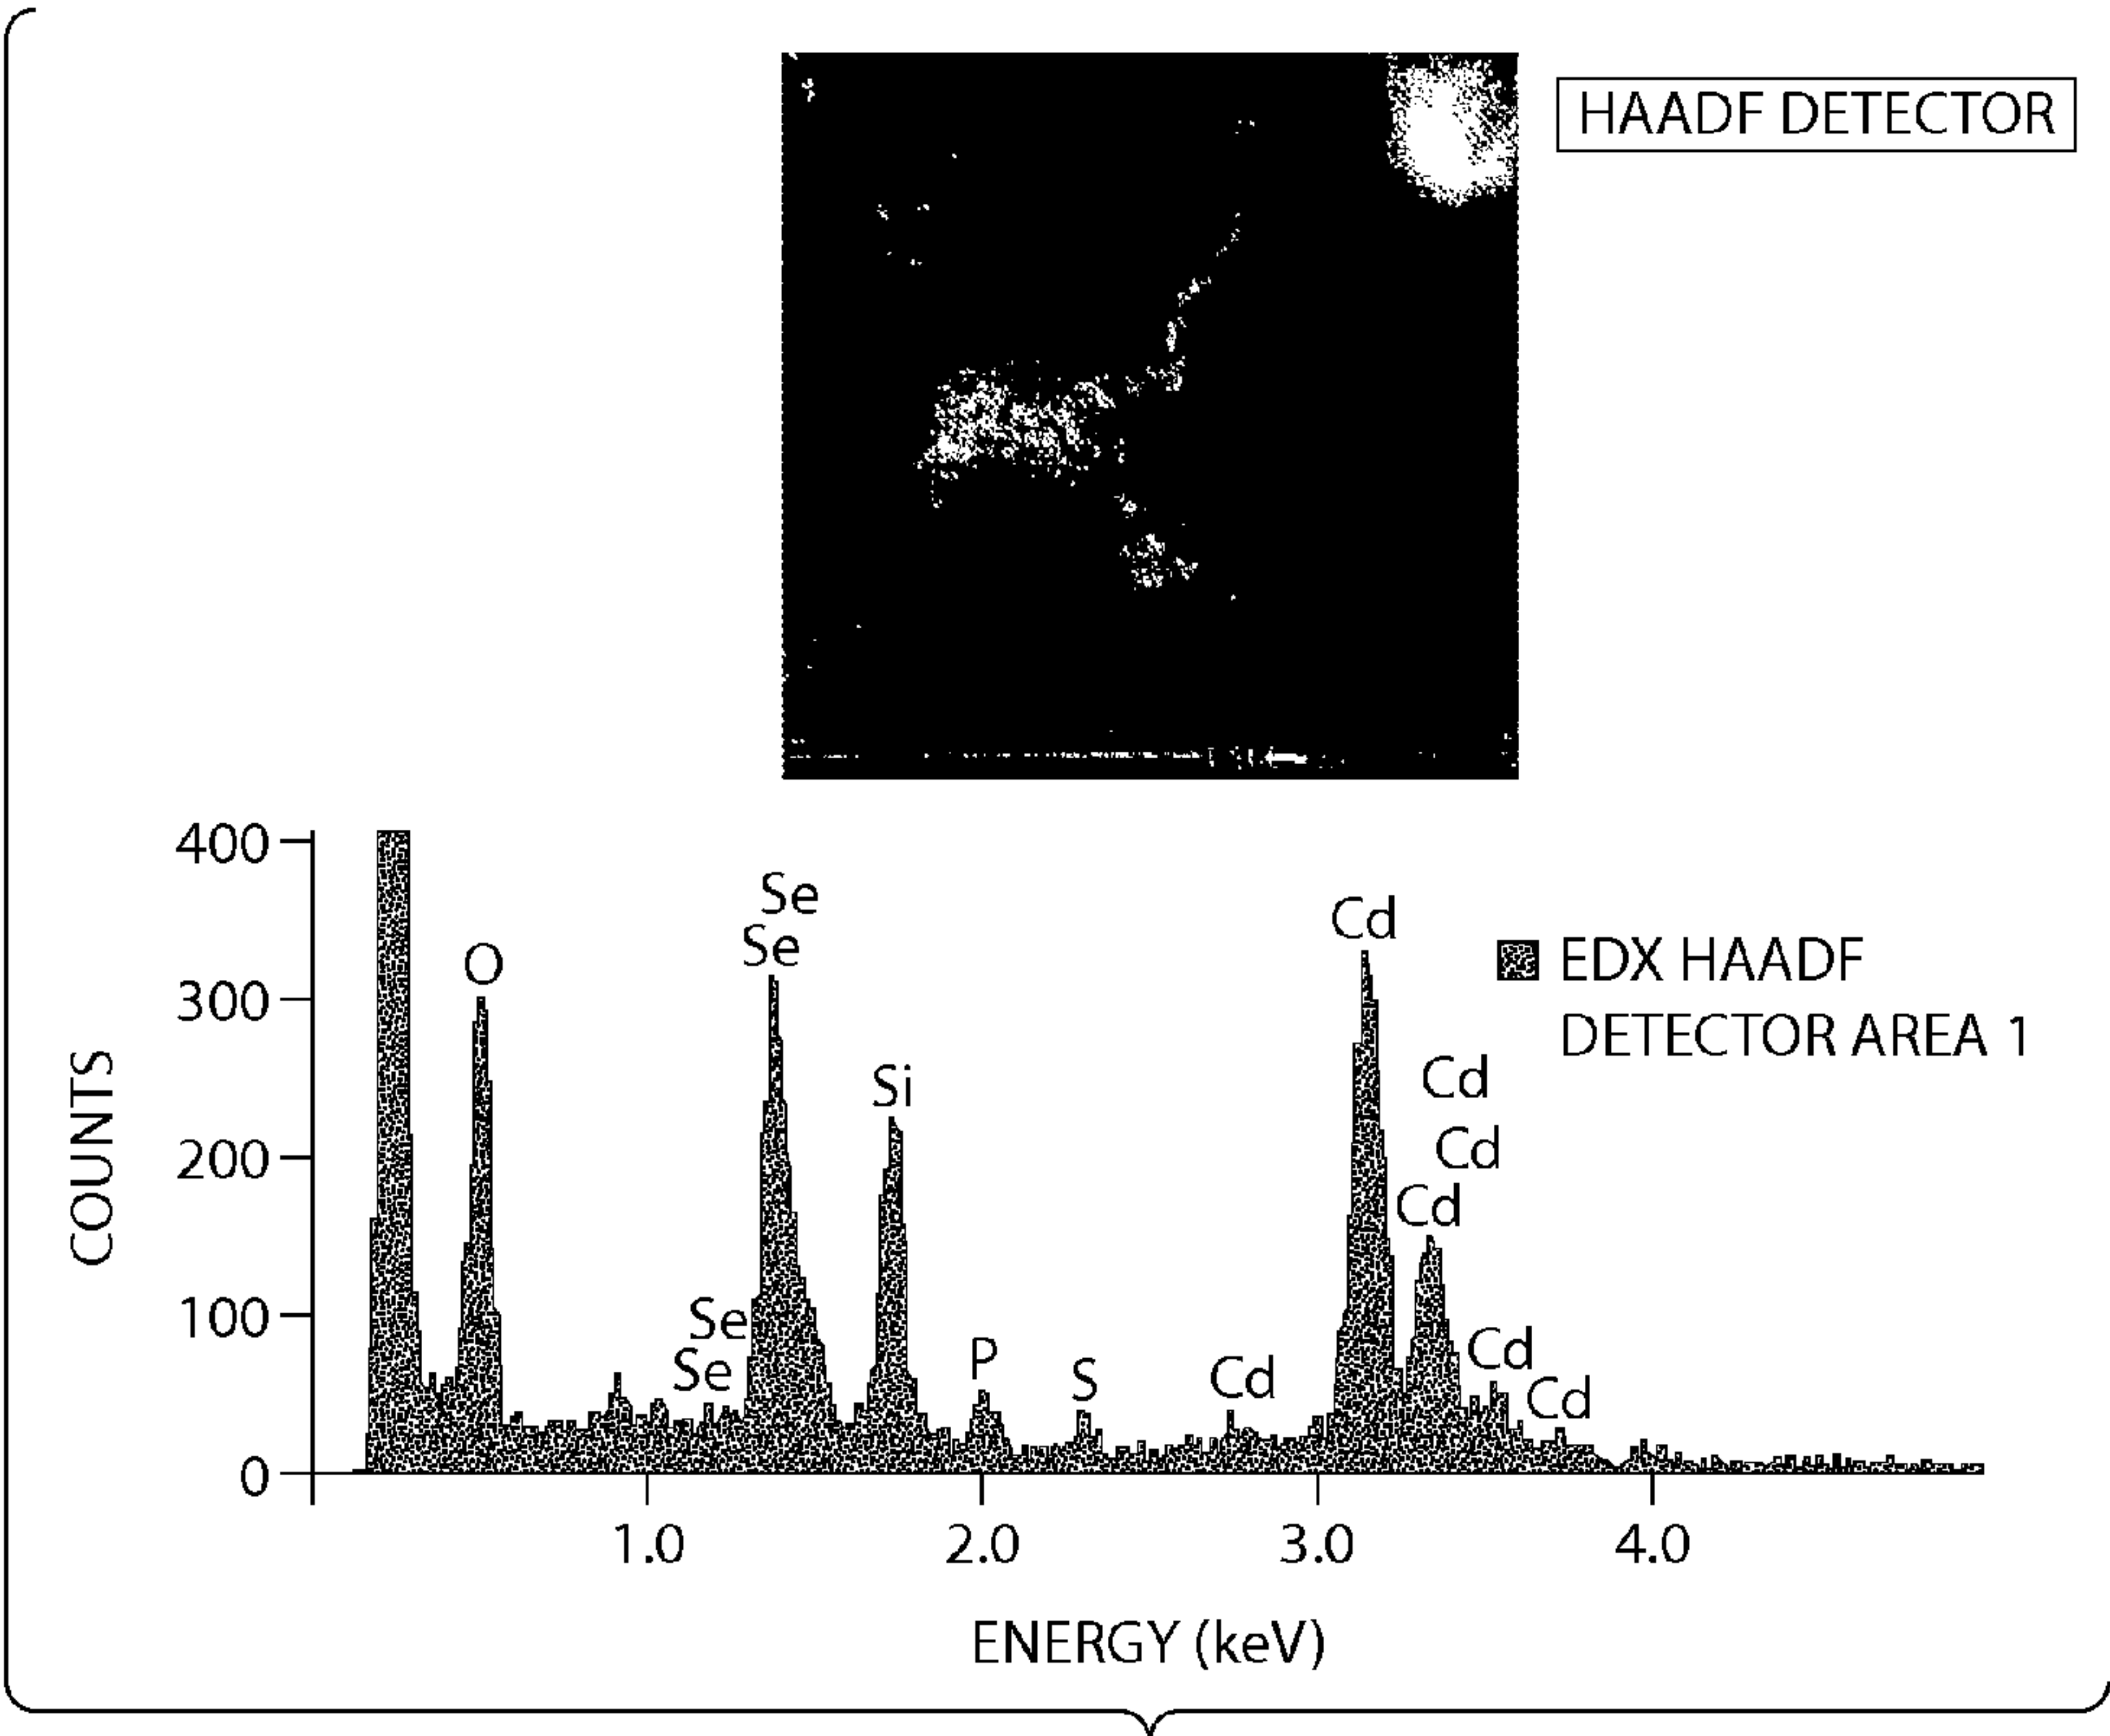 HAADF DETECTOR
400
300
200
100
0
COUNTS
O
Se
Se
Se
Se
Si
P
S
Cd
Cd
Cd
Cd
Cd
Cd
Cd
EDX HAADF
DETECTOR AREA 1
1.0
2.0
3.0
4.0
ENERGY (keV)